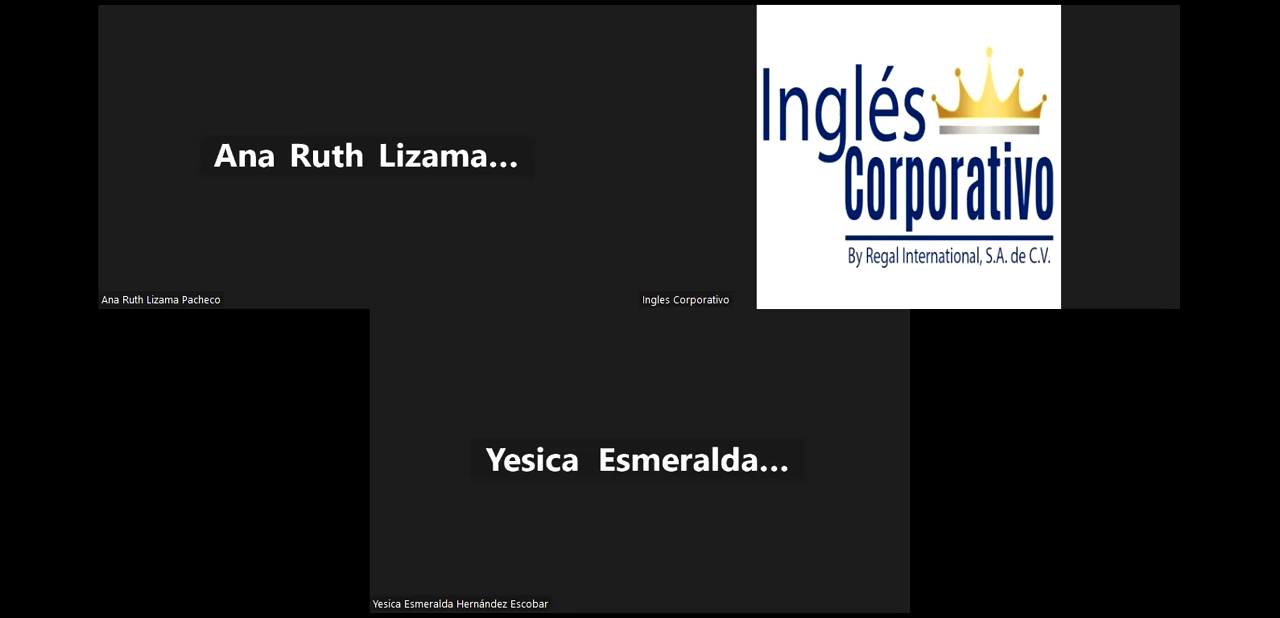 Ana Ruth Lizama...
Ana Ruth Lizama Pacheco
Inglés
Corporativo
By Regal International, S.A. de C.V.
Ingles Corporativo
Yesica Esmeralda...
Yesica Esmeralda Hernández Escobar